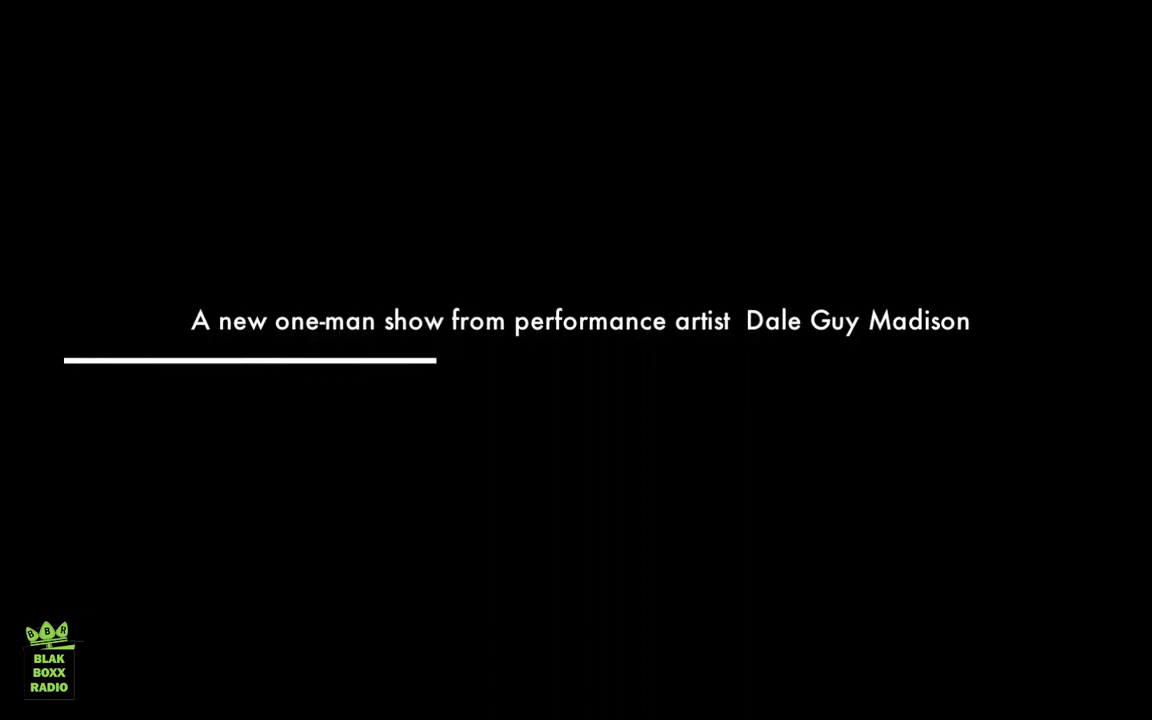 A new one-man show from performance artist  Dale Guy Madison
BBR
BLAK
BOXX
RADIO